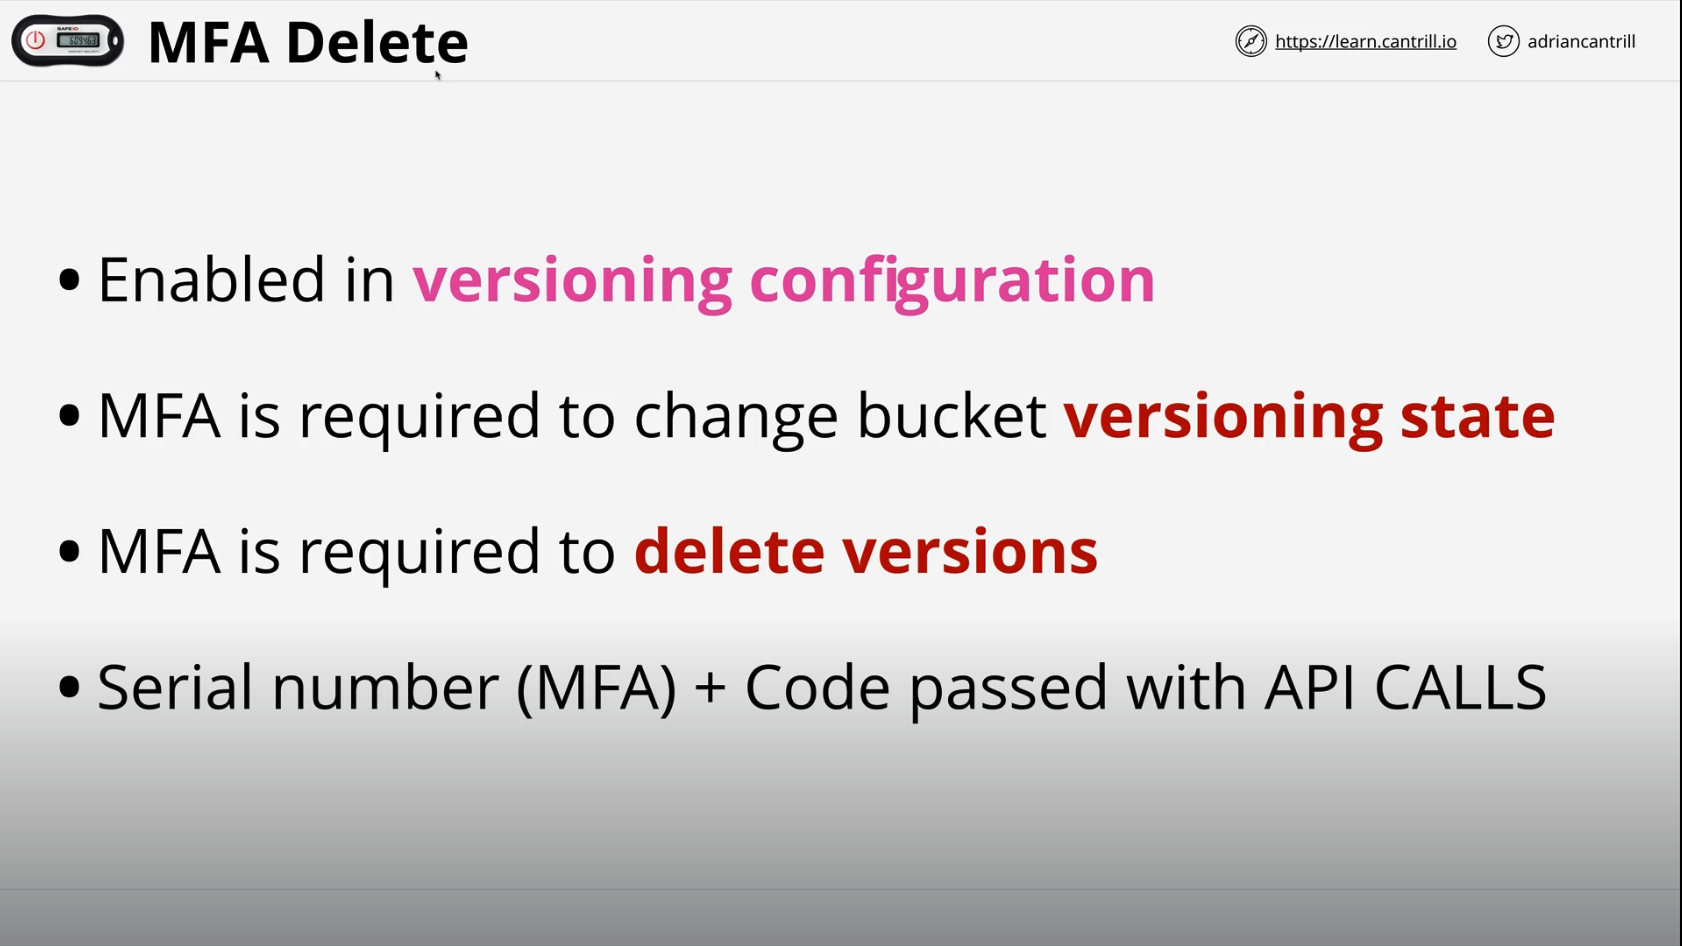 MFA Delete
https://learn.cantrill.io
adriancantrill
• Enabled in versioning configuration
• MFA is required to change bucket versioning state
• MFA is required to delete versions
• Serial number (MFA) + Code passed with API CALLS